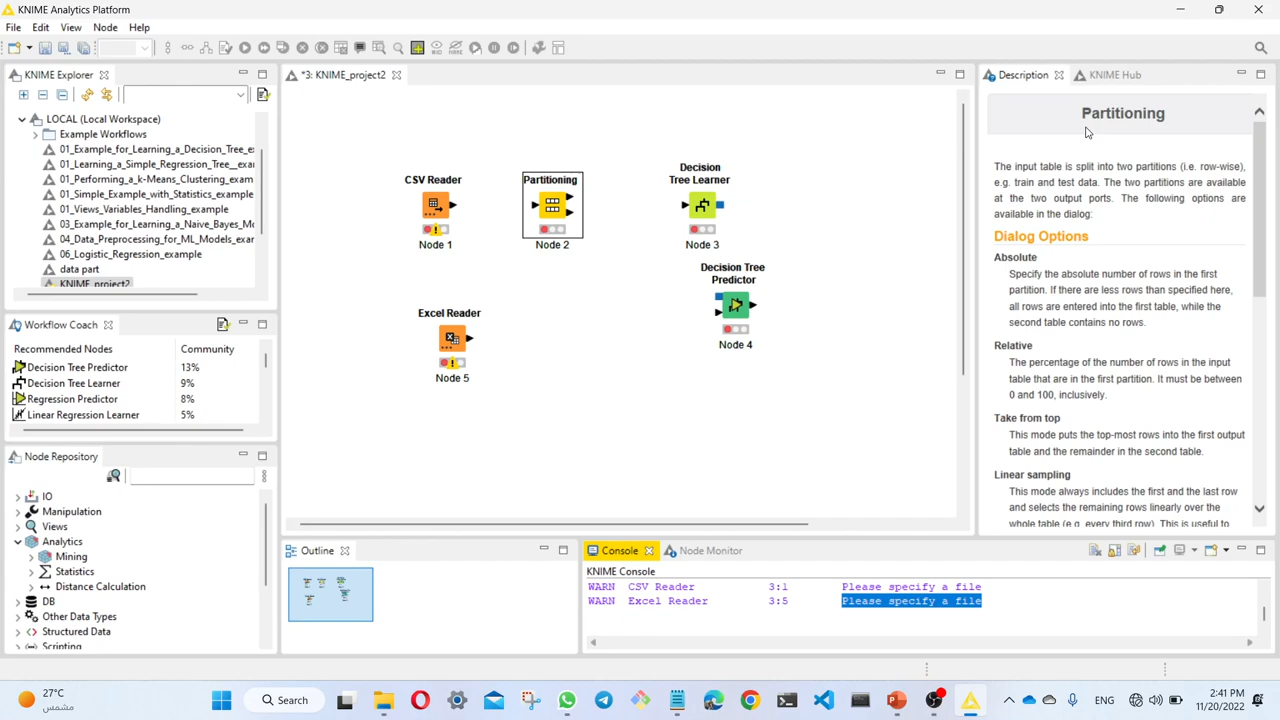 KNIME Analytics Platform
File Edit View Node Help
KNIME Explorer
LOCAL (Local Workspace)
Example Workflows
01_Example_for_Learning_a_Decision_Tree_e
01_Learning_a_Simple_Regression_Tree__exa
01_Performing_a_k-Means_Clustering_exam
01_Simple_Example_with_Statistics_example
01_Views_Variables_Handling_example
03_Example_for_Learning_a_Naive_Bayes_Mo
04_Data_Preprocessing_for_ML_Models_exar
06_Logistic_Regression_example
data part
KNIME_project2
Workflow Coach
Recommended Nodes Community
Decision Tree Predictor 13%
Decision Tree Learner 9%
Regression Predictor 8%
Linear Regression Learner 5%
Node Repository
IO
Manipulation
Views
Analytics
Mining
Statistics
Distance Calculation
DB
Other Data Types
Structured Data
Scripting
*3: KNIME_project2
CSV Reader
Node 1
Partitioning
Node 2
Decision
Tree Learner
Node 3
Decision Tree
Predictor
Node 4
Excel Reader
Node 5
Outline
Console Node Monitor
KNIME Console
WARN CSV Reader 3:1 Please specify a file
WARN Excel Reader 3:5 Please specify a file
Description KNIME Hub
Partitioning
The input table is split into two partitions (i.e. row-wise),
e.g. train and test data. The two partitions are available
at the two output ports. The following options are
available in the dialog:
Dialog Options
Absolute
Specify the absolute number of rows in the first
partition. If there are less rows than specified here,
all rows are entered into the first table, while the
second table contains no rows.
Relative
The percentage of the number of rows in the input
table that are in the first partition. It must be between
0 and 100, inclusively.
Take from top
This mode puts the top-most rows into the first output
table and the remainder in the second table.
Linear sampling
This mode always includes the first and the last row
and selects the remaining rows linearly over the
whole table (e.g. every third row). This is useful to
27°C
مشمس
Search
ENG
2:41 PM
11/20/2022